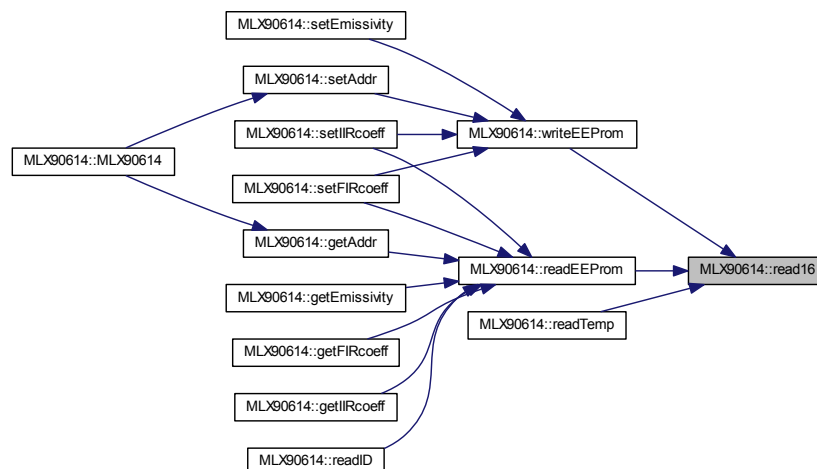 MLX90614::setEmissivity
MLX90614::setAddr
MLX90614::writeEEProm
MLX90614::setIIRcoeff
MLX90614::MLX90614
MLX90614::setFIRcoeff
MLX90614::getAddr
MLX90614::readEEProm
MLX90614::read16
MLX90614::getEmissivity
MLX90614::readTemp
MLX90614::getFIRcoeff
MLX90614::getIIRcoeff
MLX90614::readID